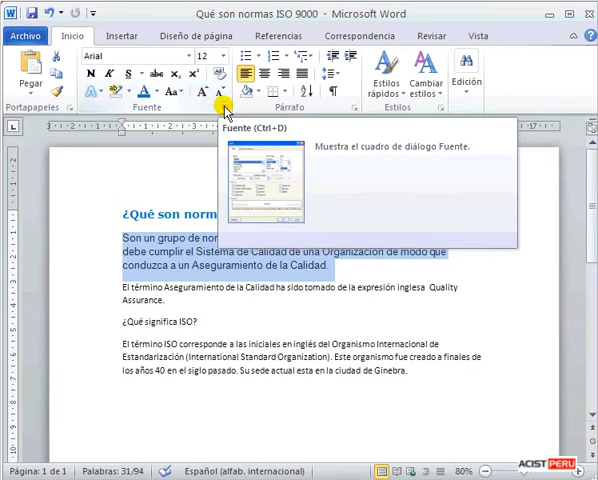 Qué son normas ISO 9000 - Microsoft Word
Archivo Inicio Insertar Diseño de página Referencias Correspondencia Revisar Vista
Arial 12
N K S abc x₂ x²
Aa A A
Pegar
Estilos rápidos
Cambiar estilos
Edición
Portapapeles Fuente Párrafo Estilos
Fuente (Ctrl+D)
Muestra el cuadro de diálogo Fuente.
¿Qué son norm
Son un grupo de nor
debe cumplir el Sistema de Calidad de una Organización de modo que
conduzca a un Aseguramiento de la Calidad.
El término Aseguramiento de la Calidad ha sido tomado de la expresión inglesa Quality
Assurance.
¿Qué significa ISO?
El término ISO corresponde a las iniciales en inglés del Organismo Internacional de
Estandarización (International Standard Organization). Este organismo fue creado a finales de
los años 40 en el siglo pasado. Su sede actual esta en la ciudad de Ginebra.
Página: 1 de 1 Palabras: 31/94 Español (alfab. internacional) 80%
ACISTPERU